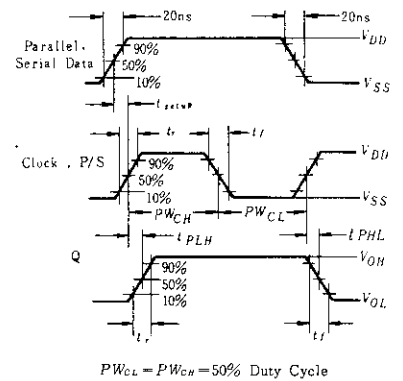 20ns 20ns
Parallel,
Serial Data
90%
50%
10%
VDD
VSS
tsetup
tr tf
Clock , P/S
90%
50%
10%
VDD
VSS
PWCH PWCL
tPLH tPHL
Q
90%
50%
10%
VOH
VOL
tr tf
PWCL = PWCH = 50% Duty Cycle